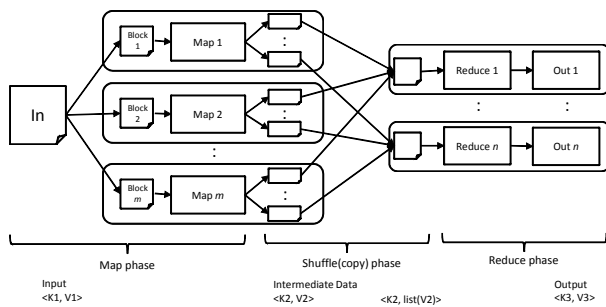 In
Block
1
Map 1
Block
2
Map 2
Block
m
Map m
Reduce 1
Out 1
Reduce n
Out n
Map phase
Shuffle(copy) phase
Reduce phase
Input
<K1, V1>
Intermediate Data
<K2, V2>
<K2, list(V2)>
Output
<K3, V3>